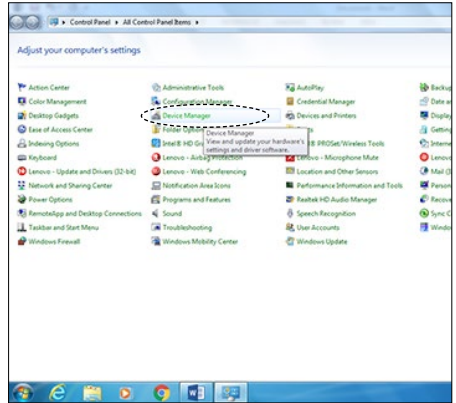 Control Panel ▸ All Control Panel Items ▸
Adjust your computer's settings
Action Center
Administrative Tools
AutoPlay
Backup
Color Management
Configuration Manager
Credential Manager
Date a
Desktop Gadgets
Device Manager
Devices and Printers
Display
Ease of Access Center
Folder Option
Getting
Indexing Options
Intel® HD Gr
® PROSet/Wireless Tools
Interne
Device Manager
View and update your hardware's
settings and driver software.
Keyboard
Lenovo - Airbag Protection
Lenovo - Microphone Mute
Lenovo
Lenovo - Update and Drivers (32-bit)
Lenovo - Web Conferencing
Location and Other Sensors
Mail (3
Network and Sharing Center
Notification Area Icons
Performance Information and Tools
Person
Power Options
Programs and Features
Realtek HD Audio Manager
Recove
RemoteApp and Desktop Connections
Sound
Speech Recognition
Sync C
Taskbar and Start Menu
Troubleshooting
User Accounts
Windo
Windows Firewall
Windows Mobility Center
Windows Update